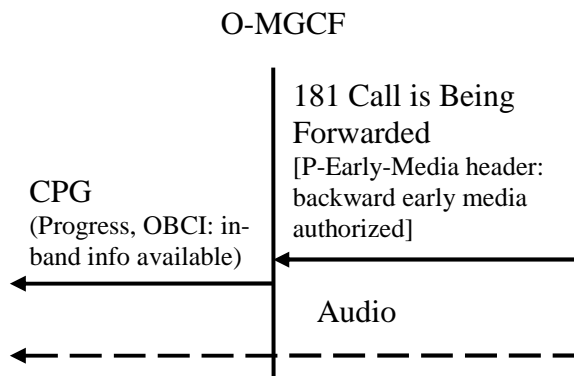 O-MGCF
181 Call is Being
Forwarded
[P-Early-Media header:
backward early media
authorized]
CPG
(Progress, OBCI: in-
band info available)
Audio